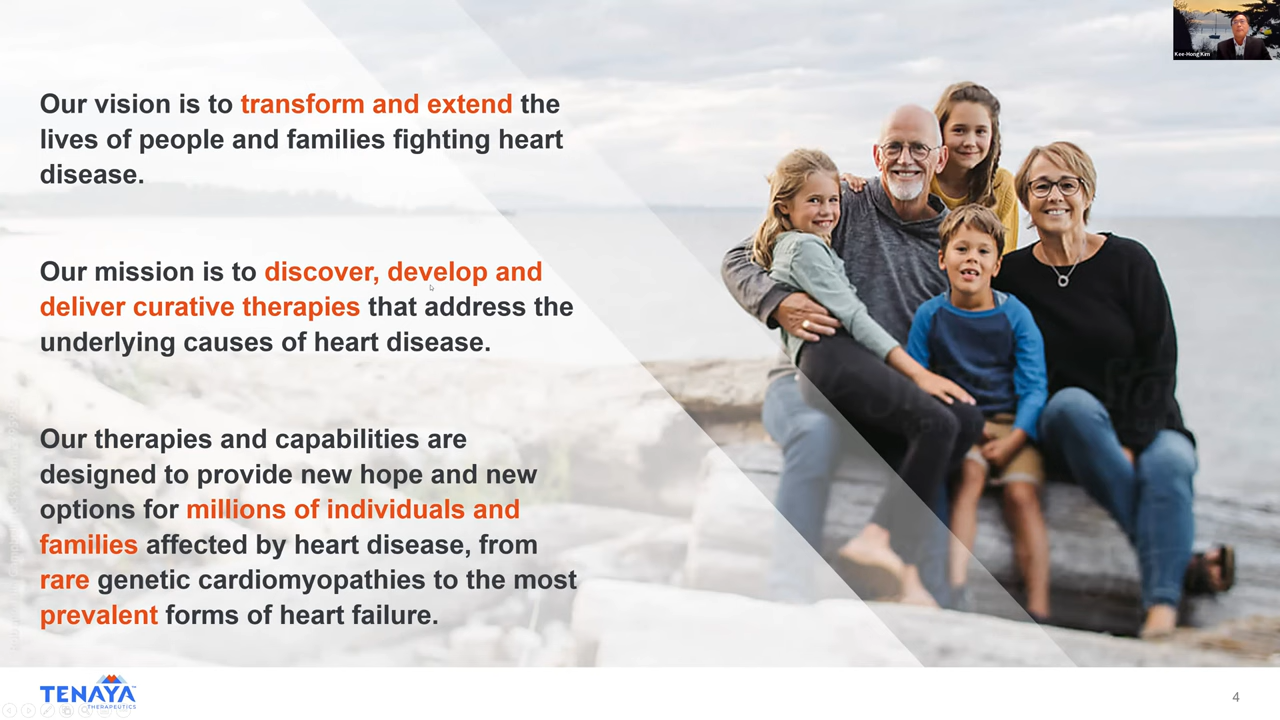 Kee-Hong Kim
Our vision is to transform and extend the
lives of people and families fighting heart
disease.
Our mission is to discover, develop and
deliver curative therapies that address the
underlying causes of heart disease.
Our therapies and capabilities are
designed to provide new hope and new
options for millions of individuals and
families affected by heart disease, from
rare genetic cardiomyopathies to the most
prevalent forms of heart failure.
TENAYA
THERAPEUTICS
4